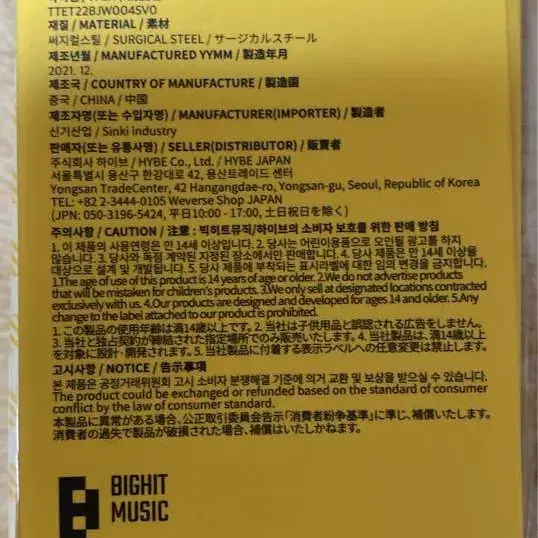 TTET22BJW004SV0
재질 / MATERIAL / 素材
써지컬스틸 / SURGICAL STEEL / サージカルスチール
제조년월 / MANUFACTURED YYMM / 製造年月
2021. 12.
제조국 / COUNTRY OF MANUFACTURE / 製造国
중국 / CHINA / 中国
제조자명(또는 수입자명) / MANUFACTURER(IMPORTER) / 製造者
신기산업 / Sinki industry
판매자(또는 유통사명) / SELLER(DISTRIBUTOR) / 販売者
주식회사 하이브 / HYBE Co., Ltd. / HYBE JAPAN
서울특별시 용산구 한강대로 42, 용산트레이드 센터
Yongsan TradeCenter, 42 Hangangdae-ro, Yongsan-gu, Seoul, Republic of Korea
TEL: +82 2-3444-0105 Weverse Shop JAPAN
(JPN: 050-3196-5424, 平日10:00 - 17:00, 土日祝日を除く)
주의사항 / CAUTION / 注意 : 빅히트뮤직/하이브의 소비자 보호를 위한 판매 방침
1. 이 제품의 사용연령은 만 14세 이상입니다. 2. 당사는 어린이용품으로 오인될 광고를 하지
않습니다. 3. 당사와 독점 계약된 지정된 장소에서만 판매합니다. 4. 당사 제품은 만 14세 이상을
대상으로 설계 및 개발됩니다. 5. 당사 제품에 부착되는 표시라벨에 대한 임의 변경을 금지합니다.
1.The age of use of this product is 14 years of age or older. 2.We do not advertise products
that will be mistaken for children's products. 3.We only sell at designated locations contracted
exclusively with us. 4.Our products are designed and developed for ages 14 and older. 5.Any
change to the label attached to our product is prohibited.
1. この製品の使用年齢は満14歳以上です。2. 当社は子供用品と誤認される広告をしません。
3. 当社と独占契約が締結された指定場所でのみ販売いたします。4. 当社製品は、満14歳以上
を対象に設計・開発されます。5. 当社製品に付着する表示ラベルへの任意変更は禁止します。
고시사항 / NOTICE / 告示事項
본 제품은 공정거래위원회 고시 소비자 분쟁해결 기준에 의거 교환 및 보상을 받으실 수 있습니다.
The product could be exchanged or refunded based on the standard of consumer
conflict by the law of consumer standard.
本製品に異常がある場合、公正取引委員会告示「消費者紛争基準」に準じ、補償いたします。
消費者の過失で製品が破損された場合、補償はいたしかねます。
BIGHIT
MUSIC